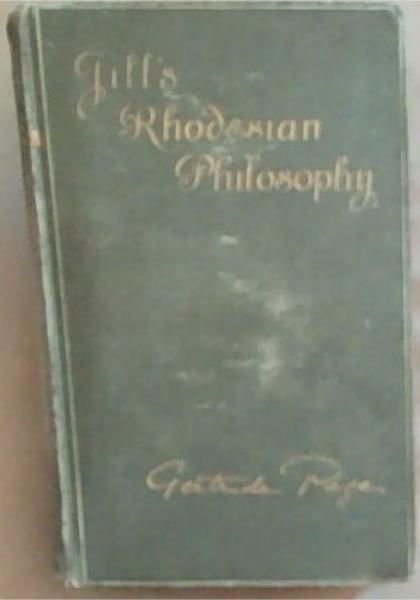 Jill's
Rhodesian
Philosophy
Gertrude Page